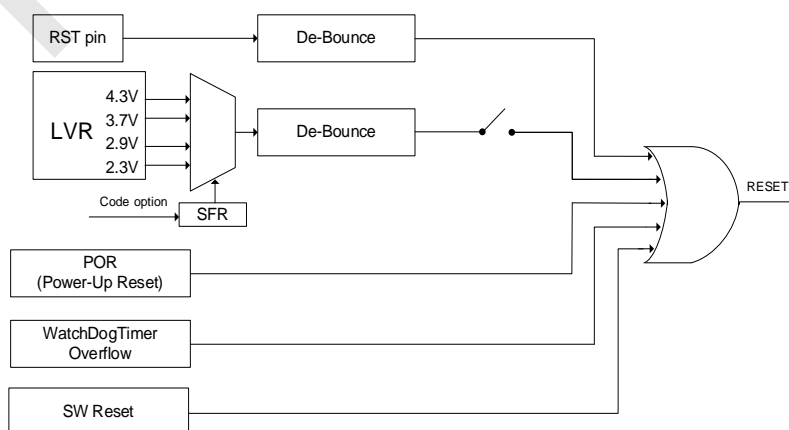 RST pin
De-Bounce
LVR
4.3V
3.7V
2.9V
2.3V
De-Bounce
Code option
SFR
RESET
POR
(Power-Up Reset)
WatchDogTimer
Overflow
SW Reset